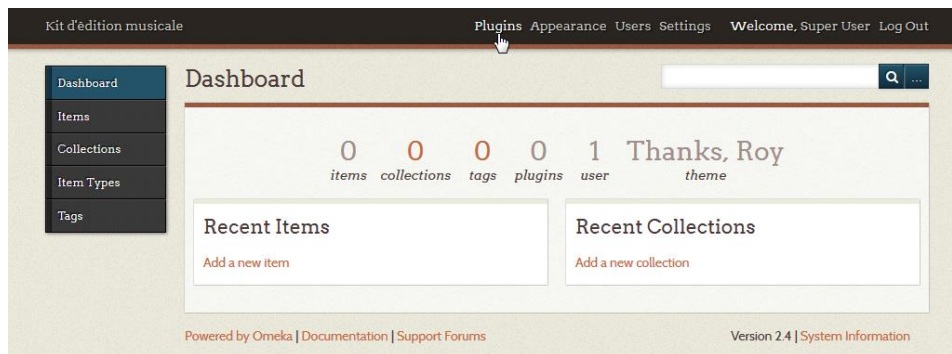 Kit d'édition musicale
Plugins Appearance Users Settings Welcome, Super User Log Out
Dashboard
Items
Collections
Item Types
Tags
Dashboard
...
0 0 0 0 1 Thanks, Roy
items collections tags plugins user theme
Recent Items
Add a new item
Recent Collections
Add a new collection
Powered by Omeka | Documentation | Support Forums
Version 2.4 | System Information